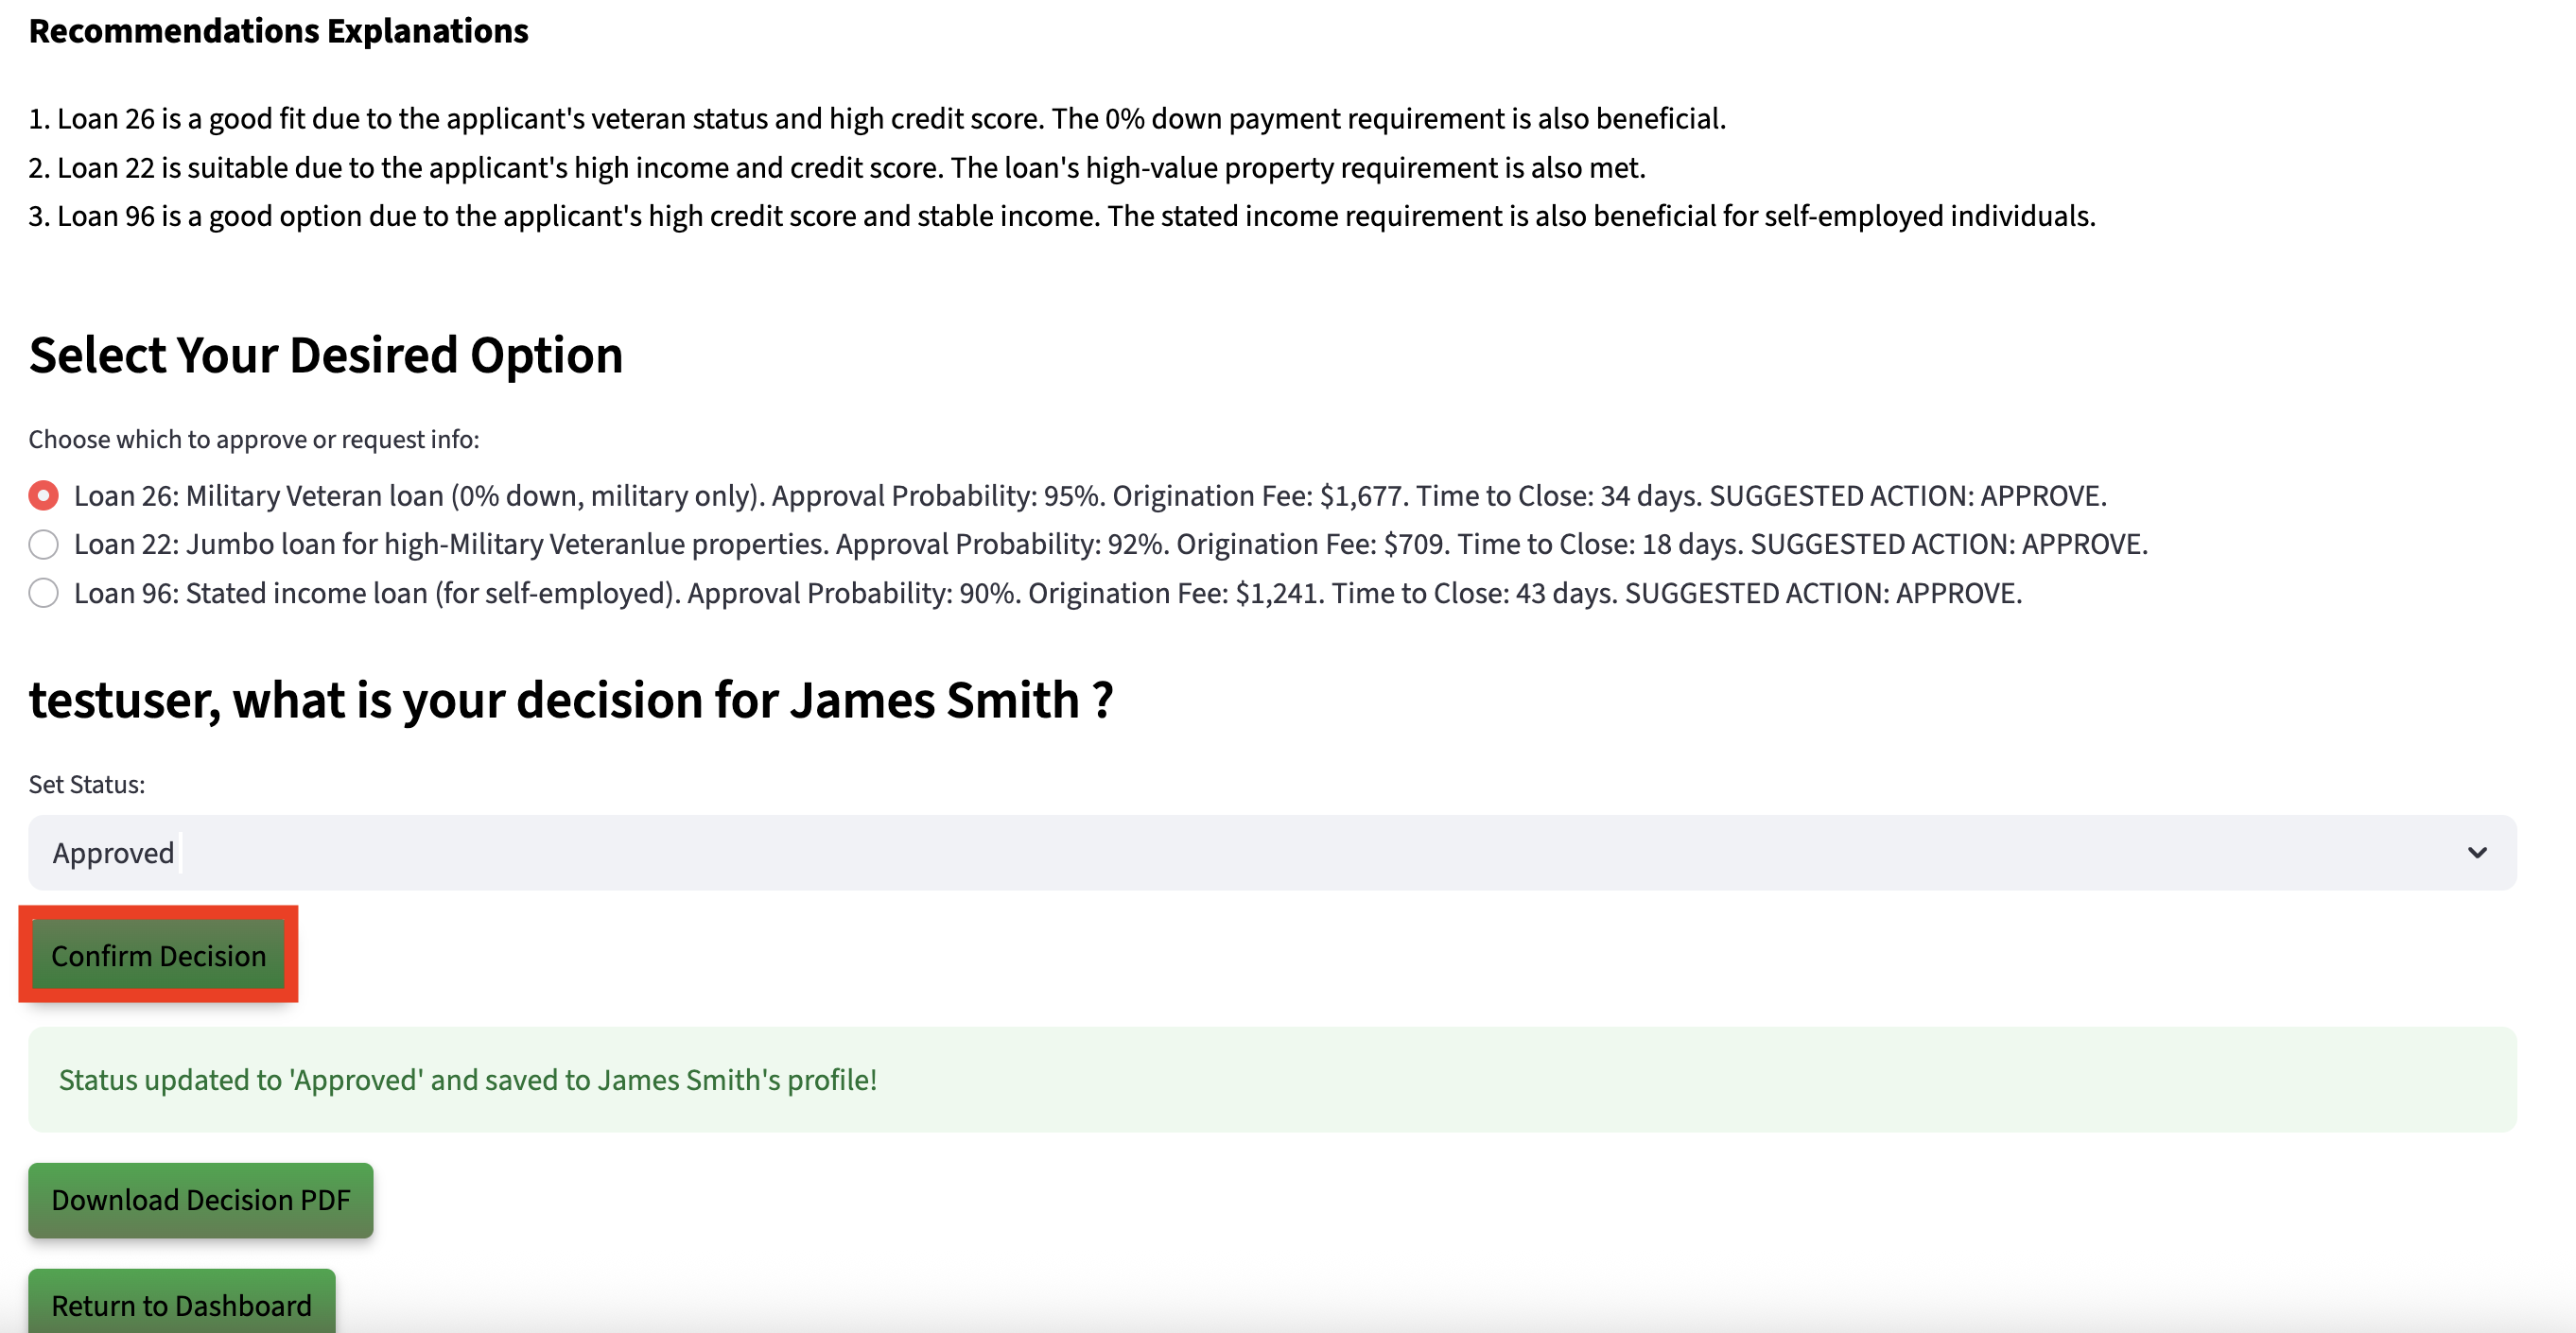 Recommendations Explanations
1. Loan 26 is a good fit due to the applicant's veteran status and high credit score. The 0% down payment requirement is also beneficial.
2. Loan 22 is suitable due to the applicant's high income and credit score. The loan's high-value property requirement is also met.
3. Loan 96 is a good option due to the applicant's high credit score and stable income. The stated income requirement is also beneficial for self-employed individuals.
Select Your Desired Option
Choose which to approve or request info:
Loan 26: Military Veteran loan (0% down, military only). Approval Probability: 95%. Origination Fee: $1,677. Time to Close: 34 days. SUGGESTED ACTION: APPROVE.
Loan 22: Jumbo loan for high-Military Veteranlue properties. Approval Probability: 92%. Origination Fee: $709. Time to Close: 18 days. SUGGESTED ACTION: APPROVE.
Loan 96: Stated income loan (for self-employed). Approval Probability: 90%. Origination Fee: $1,241. Time to Close: 43 days. SUGGESTED ACTION: APPROVE.
testuser, what is your decision for James Smith ?
Set Status:
Approved
Confirm Decision
Status updated to 'Approved' and saved to James Smith's profile!
Download Decision PDF
Return to Dashboard